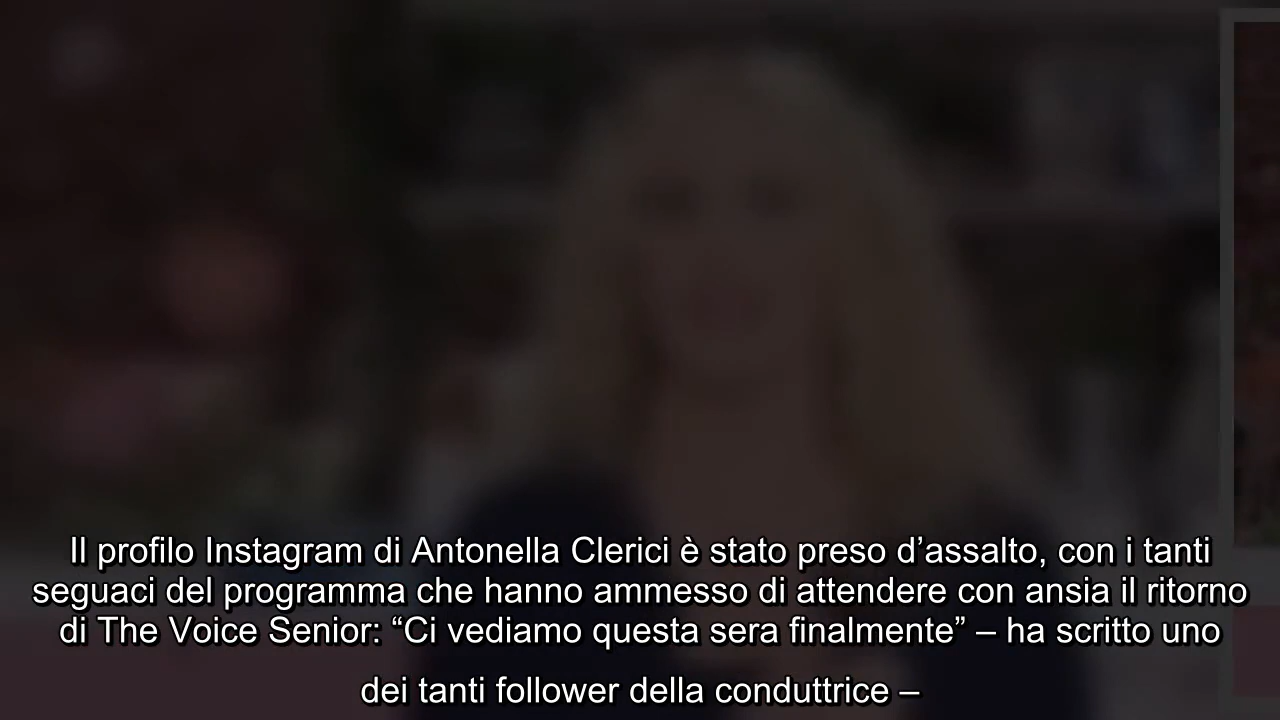 Il profilo Instagram di Antonella Clerici è stato preso d’assalto, con i tanti
seguaci del programma che hanno ammesso di attendere con ansia il ritorno
di The Voice Senior: “Ci vediamo questa sera finalmente” – ha scritto uno
dei tanti follower della conduttrice –